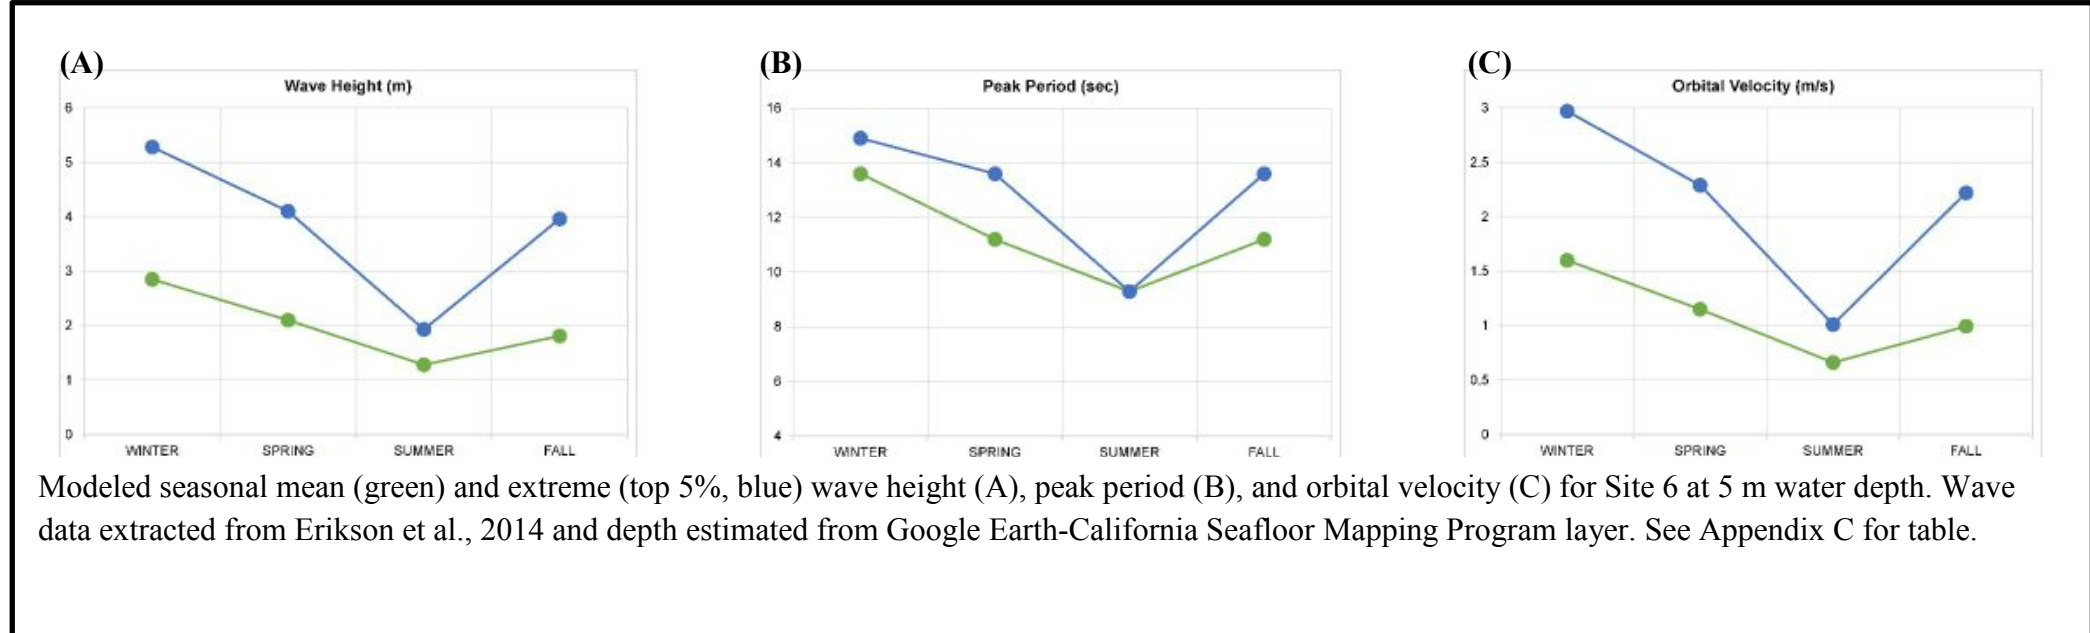 (A)
Wave Height (m)
6
5
4
3
2
1
0
WINTER SPRING SUMMER FALL
(B)
Peak Period (sec)
16
14
12
10
8
6
4
WINTER SPRING SUMMER FALL
(C)
Orbital Velocity (m/s)
3
2.5
2
1.5
1
0.5
0
WINTER SPRING SUMMER FALL
Modeled seasonal mean (green) and extreme (top 5%, blue) wave height (A), peak period (B), and orbital velocity (C) for Site 6 at 5 m water depth. Wave
data extracted from Erikson et al., 2014 and depth estimated from Google Earth-California Seafloor Mapping Program layer. See Appendix C for table.